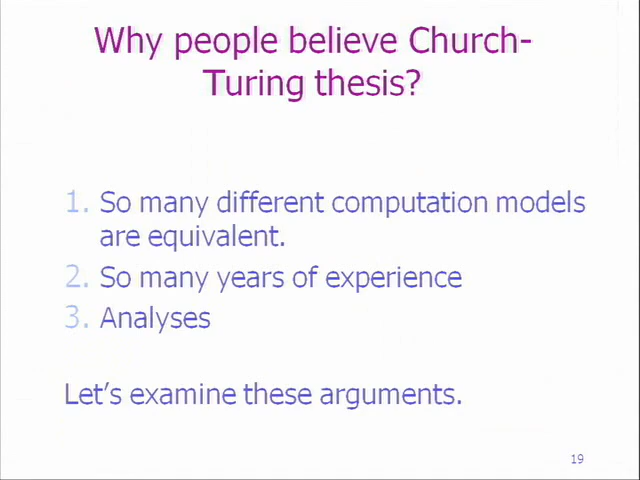 Why people believe Church-
Turing thesis?
1. So many different computation models
are equivalent.
2. So many years of experience
3. Analyses
Let's examine these arguments.
19